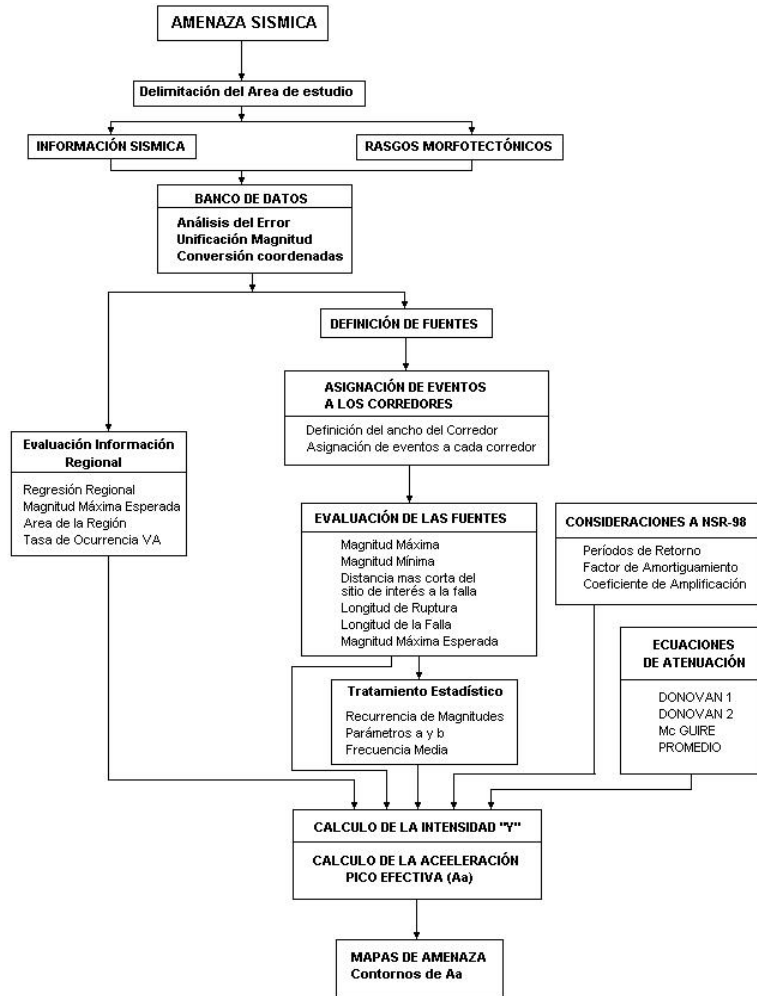 AMENAZA SISMICA
Delimitación del Area de estudio
INFORMACIÓN SISMICA
RASGOS MORFOTECTÓNICOS
BANCO DE DATOS
Análisis del Error
Unificación Magnitud
Conversión coordenadas
DEFINICIÓN DE FUENTES
ASIGNACIÓN DE EVENTOS
A LOS CORREDORES
Definición del ancho del Corredor
Asignación de eventos a cada corredor
Evaluación Información
Regional
Regresión Regional
Magnitud Máxima Esperada
Area de la Región
Tasa de Ocurrencia VA
EVALUACIÓN DE LAS FUENTES
Magnitud Máxima
Magnitud Mínima
Distancia mas corta del
sitio de interés a la falla
Longitud de Ruptura
Longitud de la Falla
Magnitud Máxima Esperada
CONSIDERACIONES A NSR-98
Períodos de Retorno
Factor de Amortiguamiento
Coeficiente de Amplificación
ECUACIONES
DE ATENUACIÓN
DONOVAN 1
DONOVAN 2
Mc GUIRE
PROMEDIO
Tratamiento Estadístico
Recurrencia de Magnitudes
Parámetros a y b
Frecuencia Media
CALCULO DE LA INTENSIDAD "Y"
CALCULO DE LA ACEELERACIÓN
PICO EFECTIVA (Aa)
MAPAS DE AMENAZA
Contornos de Aa